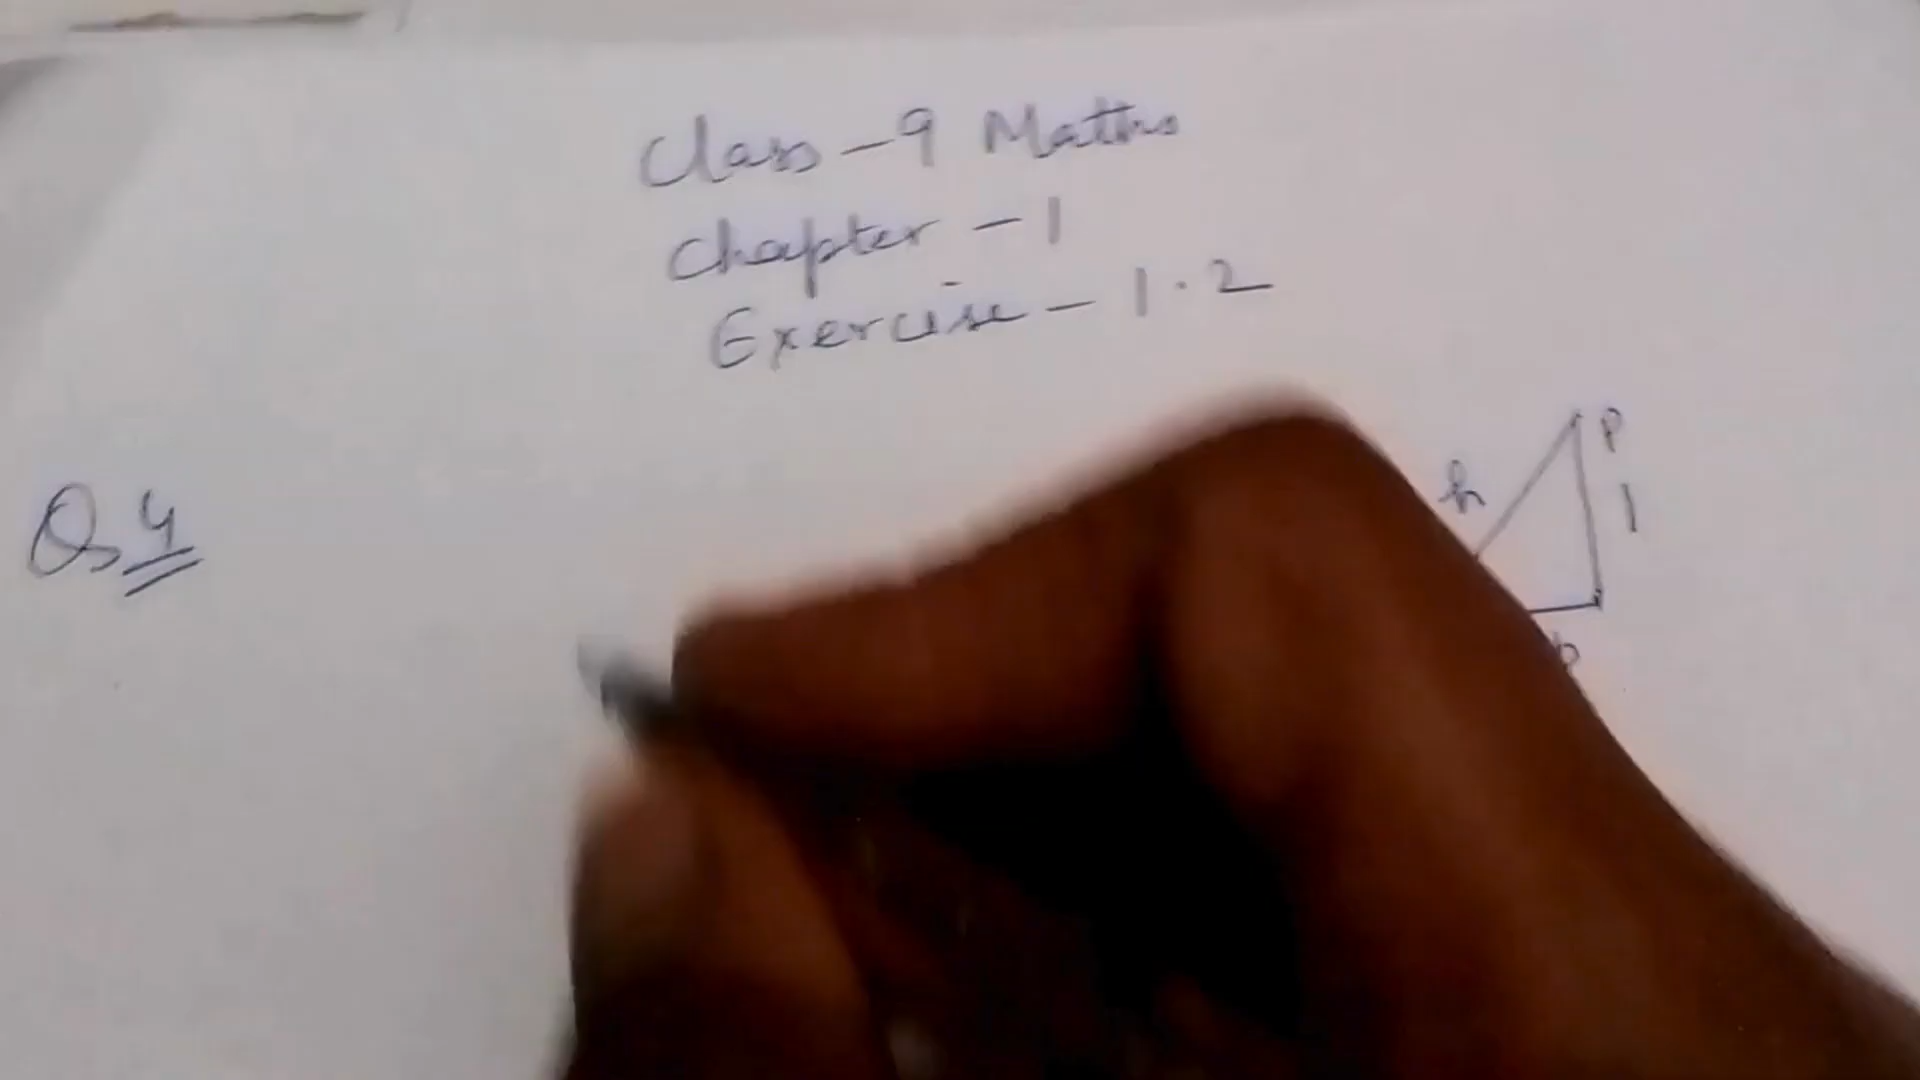 Class - 9 Maths
Chapter - 1
Exercise - 1.2
Qs 4
P
h
1
b